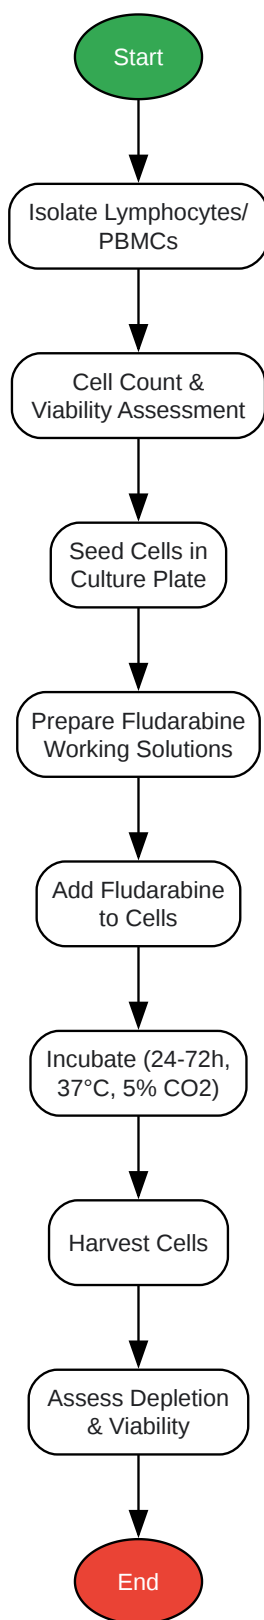 Start
Isolate Lymphocytes/
PBMCs
Cell Count &
Viability Assessment
Seed Cells in
Culture Plate
Prepare Fludarabine
Working Solutions
Add Fludarabine
to Cells
Incubate (24-72h,
37°C, 5% CO2)
Harvest Cells
Assess Depletion
& Viability
End